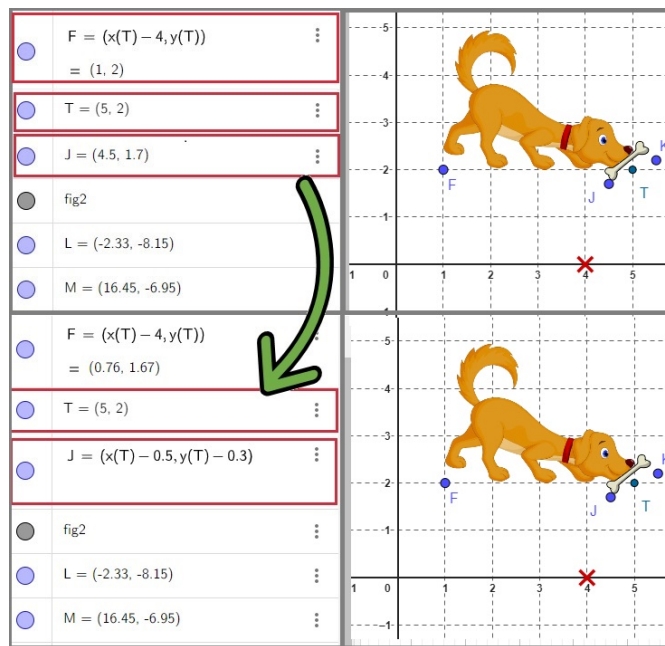 F = (x(T) − 4, y(T))
= (1, 2)
T = (5, 2)
J = (4.5, 1.7)
fig2
L = (-2.33, -8.15)
M = (16.45, -6.95)
5
4
3
2
1
F
J
T
K
1 0 1 2 3 4 5
F = (x(T) − 4, y(T))
= (0.76, 1.67)
T = (5, 2)
J = (x(T) − 0.5, y(T) − 0.3)
fig2
L = (-2.33, -8.15)
M = (16.45, -6.95)
5
4
3
2
1
F
J
T
K
1 0 1 2 3 4 5
−1